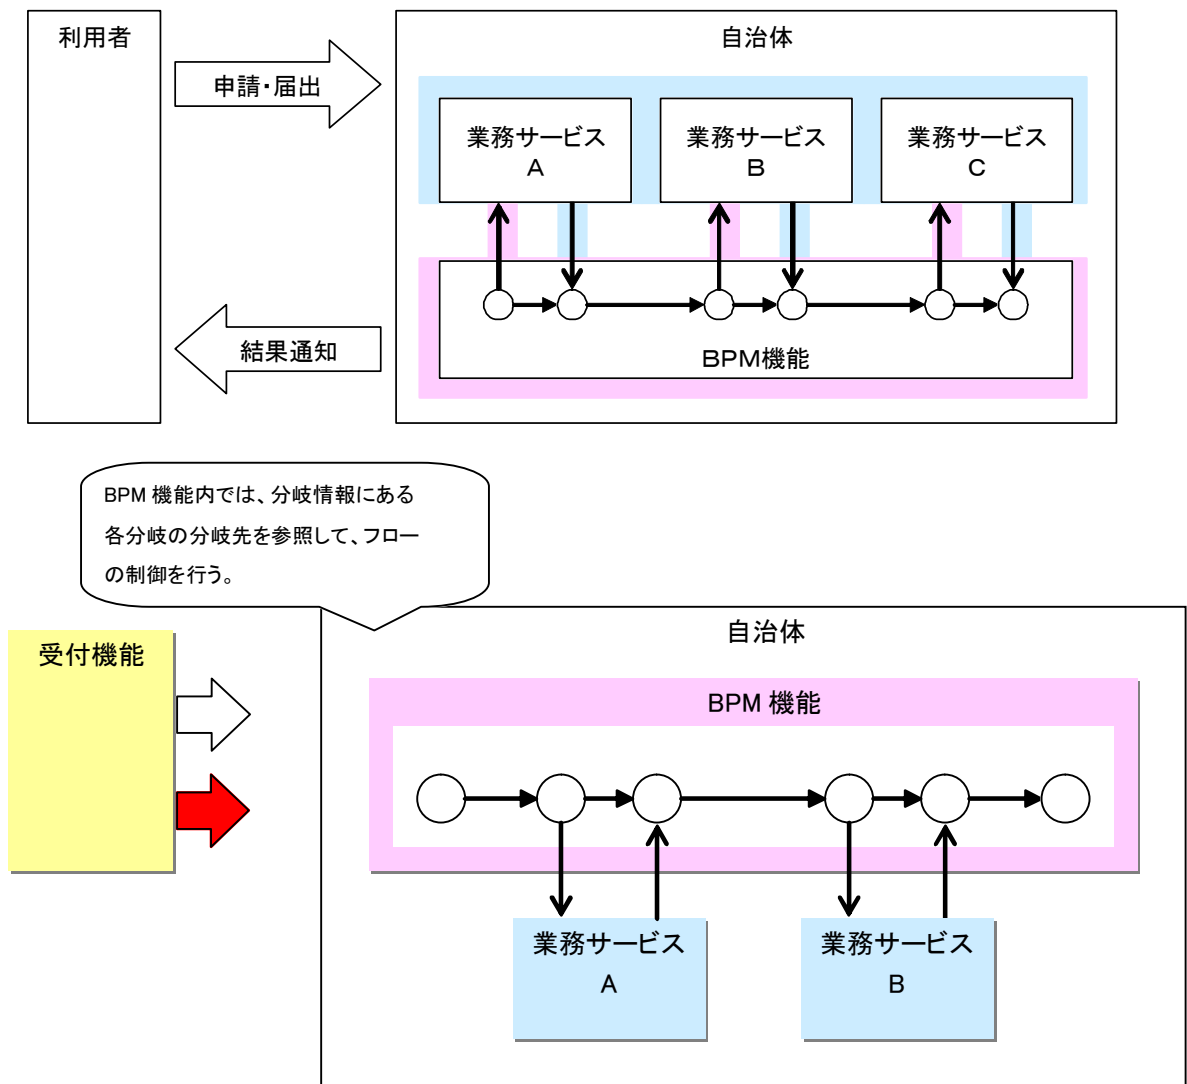 利用者
自治体
申請・届出
業務サービス
A
業務サービス
B
業務サービス
C
結果通知
BPM機能
BPM 機能内では、分岐情報にある
各分岐の分岐先を参照して、フロー
の制御を行う。
受付機能
自治体
BPM 機能
業務サービス
A
業務サービス
B